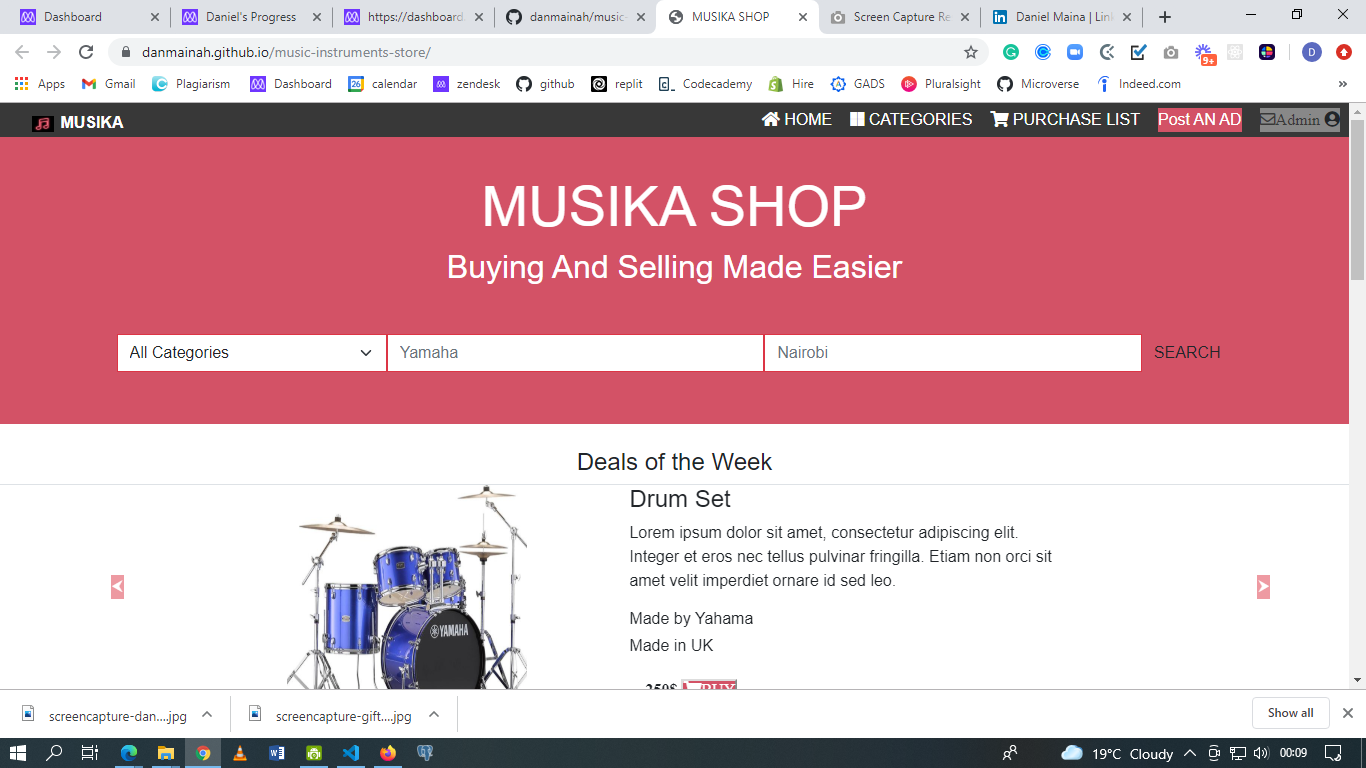 Dashboard
Daniel's Progress
https://dashboard.
danmainah/music-
MUSIKA SHOP
Screen Capture Re
Daniel Maina | Link
danmainah.github.io/music-instruments-store/
9+
D
Apps
Gmail
Plagiarism
Dashboard
26
calendar
zendesk
github
replit
Codecademy
Hire
GADS
Pluralsight
Microverse
Indeed.com
»
MUSIKA
HOME
CATEGORIES
PURCHASE LIST
Post AN AD
Admin
MUSIKA SHOP
Buying And Selling Made Easier
All Categories
Yamaha
Nairobi
SEARCH
Deals of the Week
Drum Set
Lorem ipsum dolor sit amet, consectetur adipiscing elit.
Integer et eros nec tellus pulvinar fringilla. Etiam non orci sit
amet velit imperdiet ornare id sed leo.
YAMAHA
Made by Yahama
Made in UK
250$ BUY
screencapture-dan....jpg
screencapture-gift....jpg
Show all
19°C Cloudy
00:09